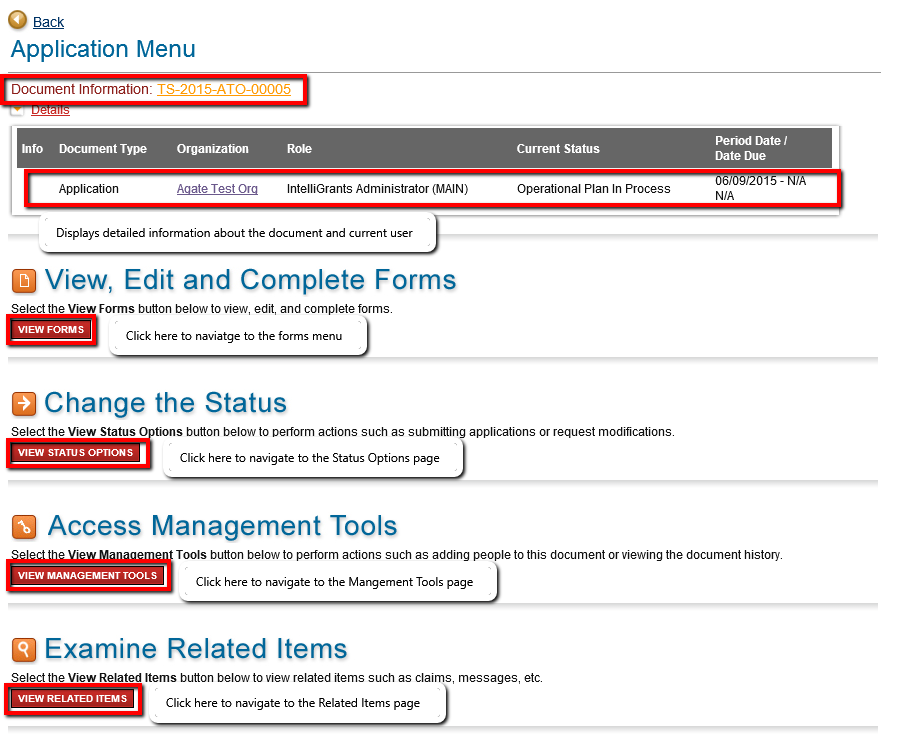 Back
Application Menu
Document Information: TS-2015-ATO-00005
Details
Info Document Type Organization Role Current Status Period Date / Date Due
Application Agate Test Org IntelliGrants Administrator (MAIN) Operational Plan In Process 06/09/2015 - N/A N/A
Displays detailed information about the document and current user
View, Edit and Complete Forms
Select the View Forms button below to view, edit, and complete forms.
VIEW FORMS
Click here to naviatge to the forms menu
Change the Status
Select the View Status Options button below to perform actions such as submitting applications or request modifications.
VIEW STATUS OPTIONS
Click here to navigate to the Status Options page
Access Management Tools
Select the View Management Tools button below to perform actions such as adding people to this document or viewing the document history.
VIEW MANAGEMENT TOOLS
Click here to navigate to the Mangement Tools page
Examine Related Items
Select the View Related Items button below to view related items such as claims, messages, etc.
VIEW RELATED ITEMS
Click here to navigate to the Related Items page